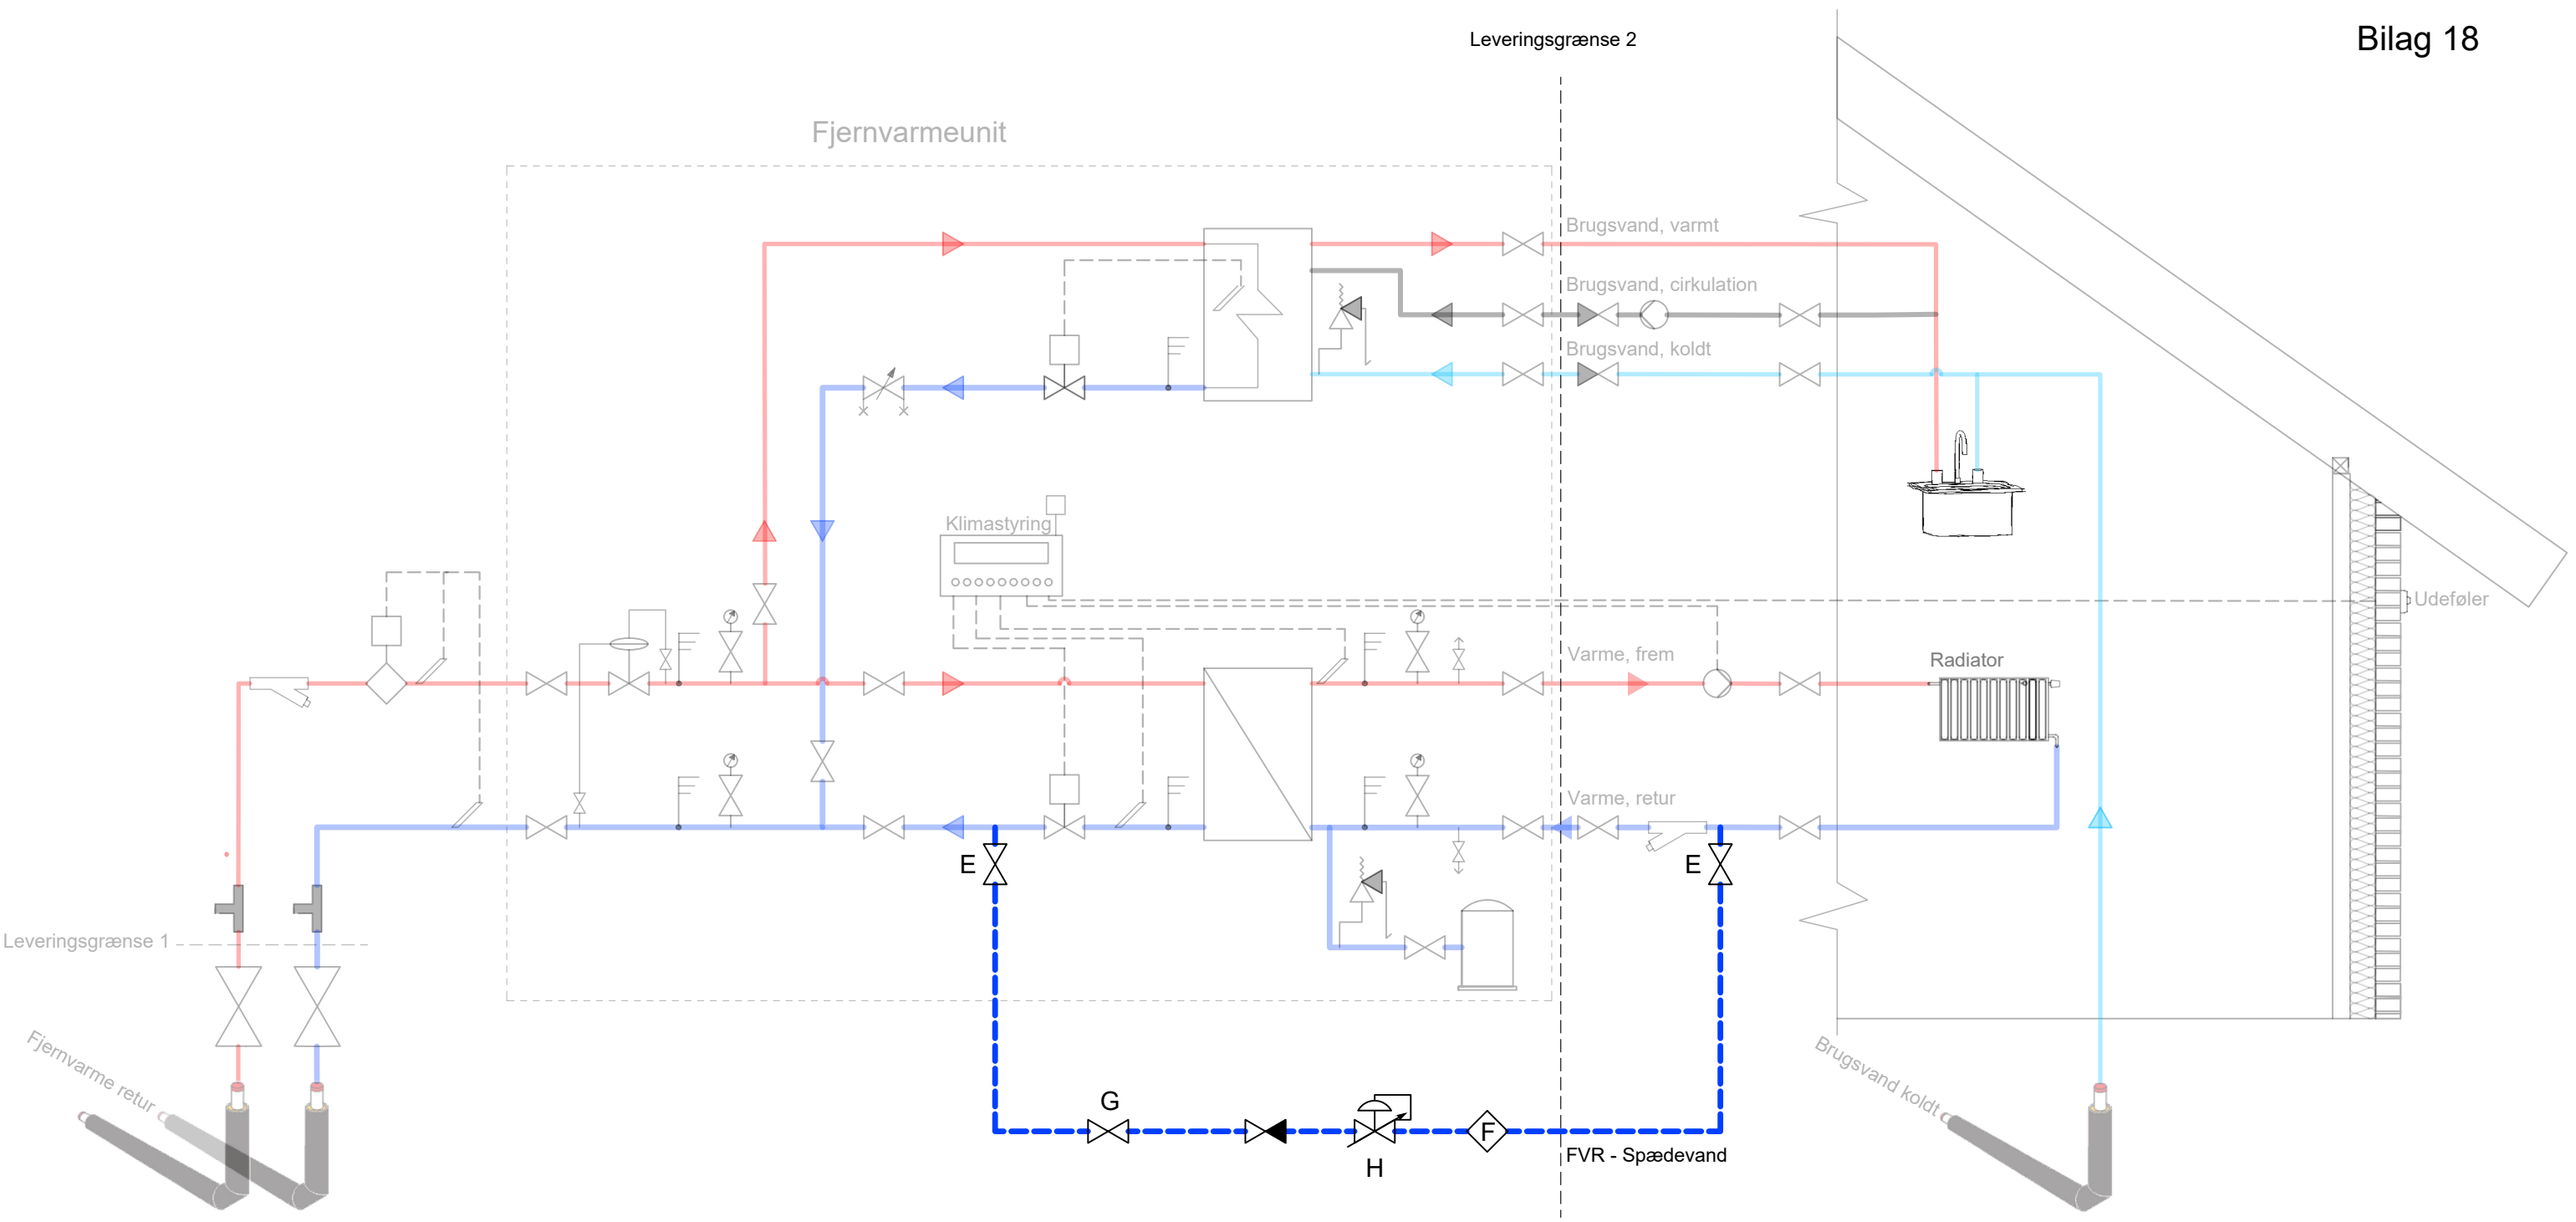 Leveringsgrænse 2
Bilag 18
Fjernvarmeunit
Brugsvand, varmt
Brugsvand, cirkulation
Brugsvand, koldt
Klimastyring
Udeføler
Varme, frem
Radiator
Varme, retur
E
E
Leveringsgrænse 1
Fjernvarme retur
Brugsvand koldt
G
F
H
FVR - Spædevand